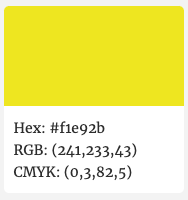 Hex: #f1e92b
RGB: (241,233,43)
CMYK: (0,3,82,5)